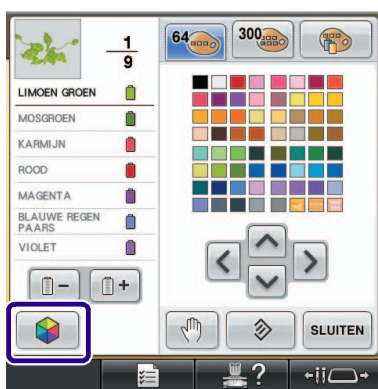 1
9
LIMOEN GROEN
MOSGROEN
KARMIJN
ROOD
MAGENTA
BLAUWE REGEN
PAARS
VIOLET
64
300
SLUITEN
?